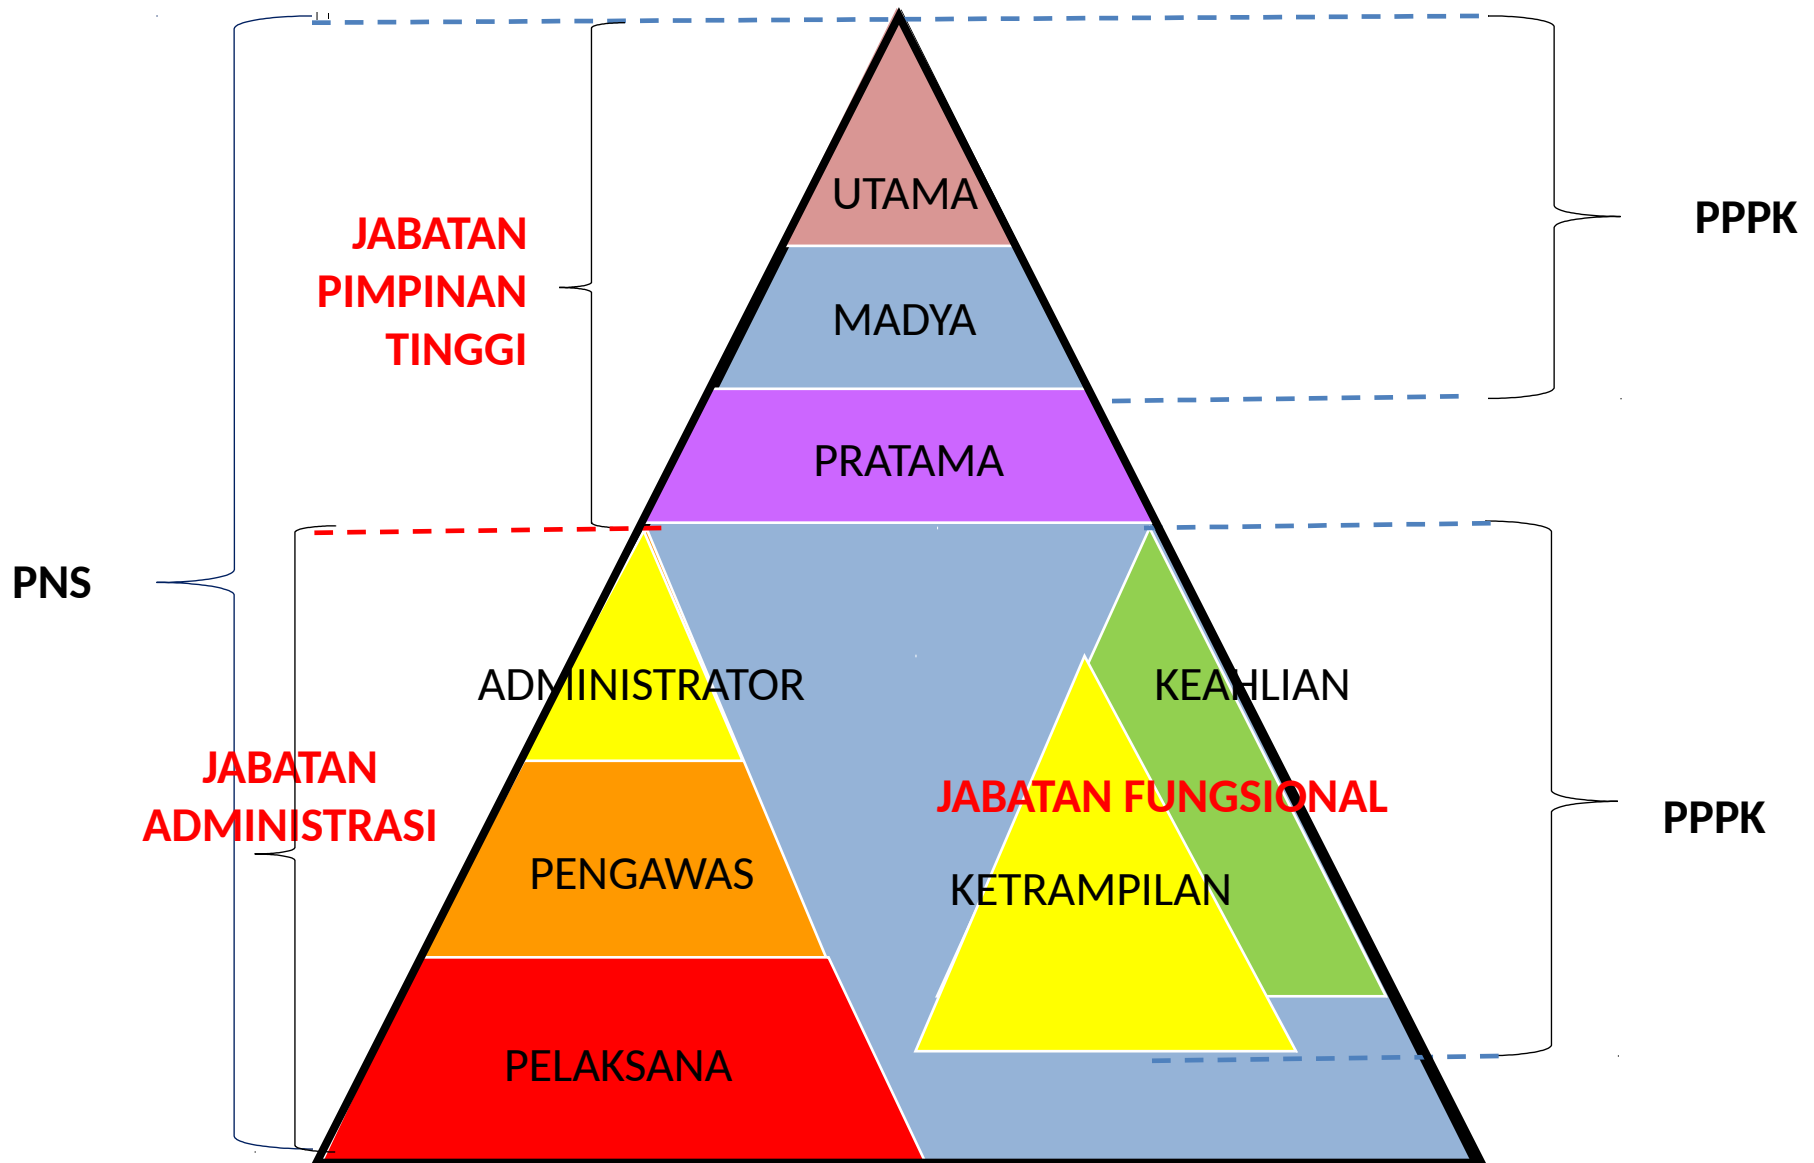 UTAMA
PPPK
JABATAN
PIMPINAN
TINGGI
MADYA
PRATAMA
PNS
ADMINISTRATOR
KEAHLIAN
JABATAN
ADMINISTRASI
JABATAN FUNGSIONAL
PPPK
PENGAWAS
KETRAMPILAN
PELAKSANA